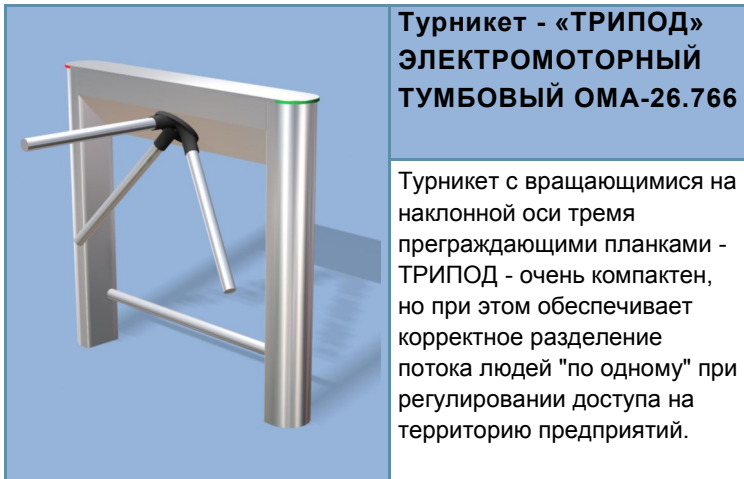 Турникет - «ТРИПОД»
ЭЛЕКТРОМОТОРНЫЙ
ТУМБОВЫЙ ОМА-26.766
Турникет с вращающимися на
наклонной оси тремя
преграждающими планками -
ТРИПОД - очень компактен,
но при этом обеспечивает
корректное разделение
потока людей "по одному" при
регулировании доступа на
территорию предприятий.